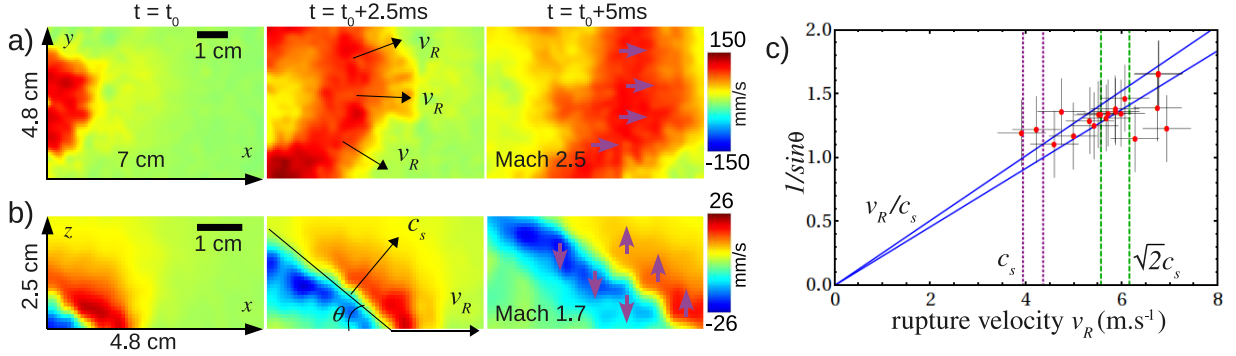 t = t₀
t = t₀+2.5ms
t = t₀+5ms
a)
y
1 cm
4.8 cm
7 cm
x
v_R
v_R
v_R
Mach 2.5
150
mm/s
-150
b)
z
1 cm
2.5 cm
x
4.8 cm
c_s
θ
v_R
Mach 1.7
26
mm/s
-26
c)
2.0
1.5
1.0
0.5
0.0
1/sinθ
v_R/c_s
c_s
√2c_s
0
2
4
6
8
rupture velocity v_R (m.s⁻¹)